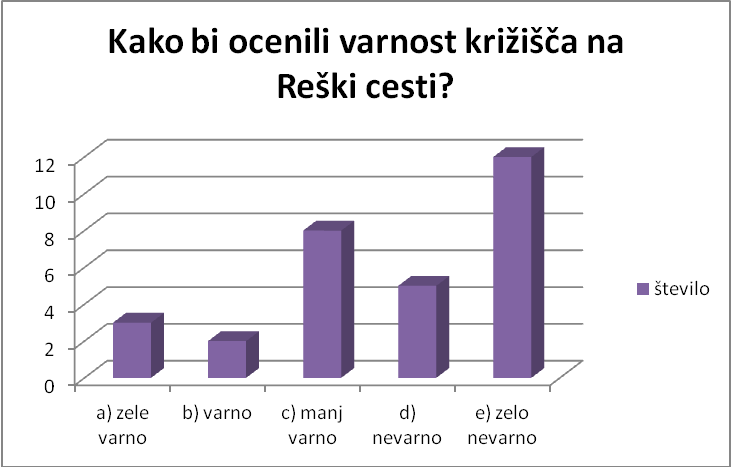 Kako bi ocenili varnost križišča na
Reški cesti?
12
10
8
6
4
2
0
a) zele
varno
b) varno
c) manj
varno
d)
nevarno
e) zelo
nevarno
število